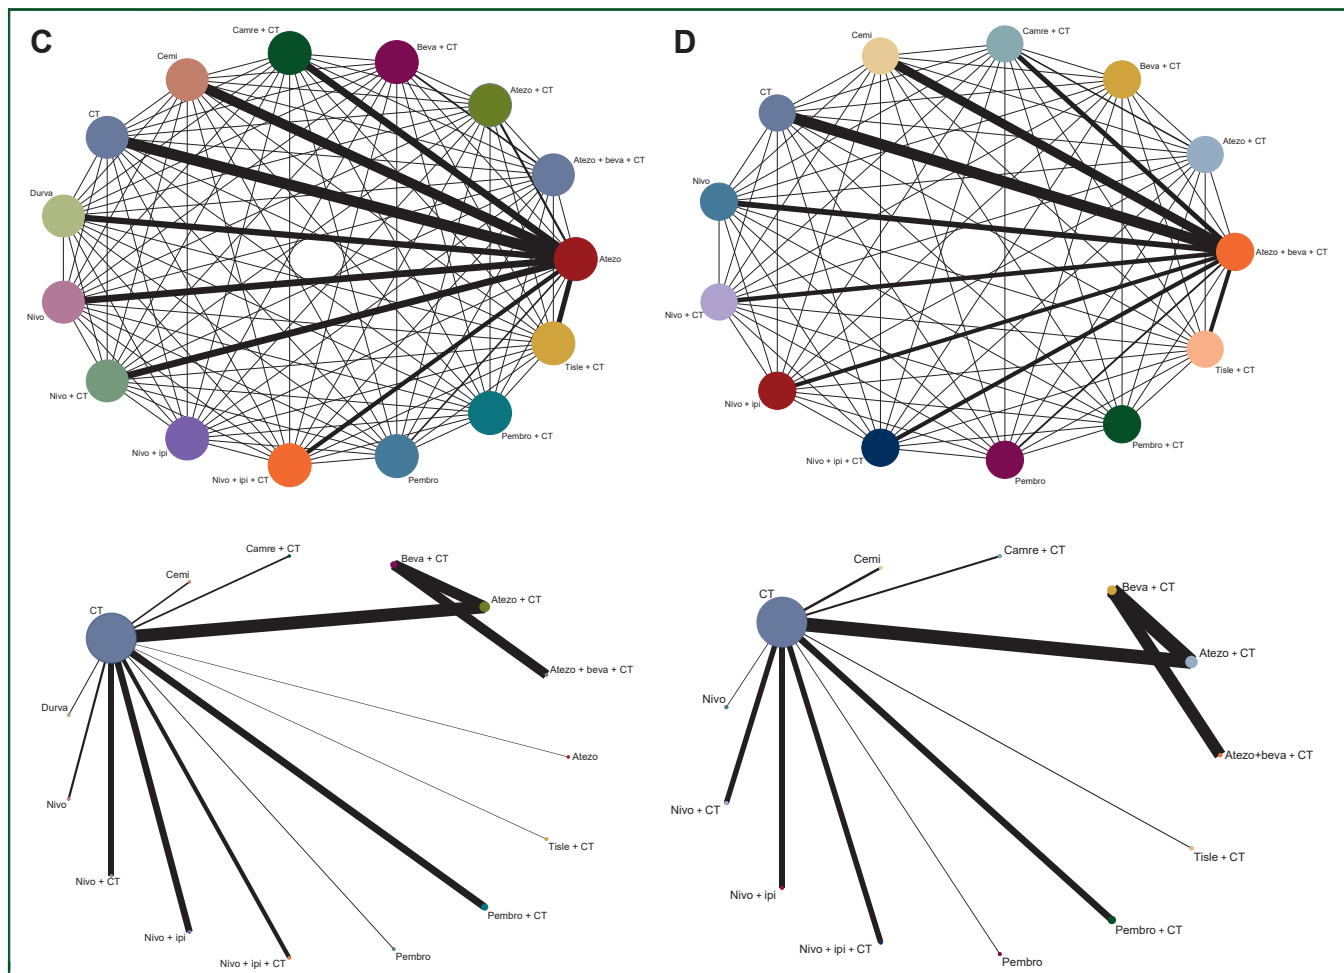 C
Camre + CT
Beva + CT
Cemi
Atezo + CT
CT
Atezo + beva + CT
Durva
Atezo
Nivo
Tisle + CT
Nivo + CT
Pembro + CT
Nivo + ipi
Nivo + ipi + CT
Pembro
D
Camre + CT
Cemi
Beva + CT
CT
Atezo + CT
Nivo
Atezo + beva + CT
Nivo + CT
Tisle + CT
Nivo + ipi
Pembro + CT
Nivo + ipi + CT
Pembro
Camre + CT
Beva + CT
Cemi
Atezo + CT
CT
Atezo + beva + CT
Durva
Atezo
Nivo
Tisle + CT
Nivo + CT
Pembro + CT
Nivo + ipi
Pembro
Nivo + ipi + CT
Camre + CT
Cemi
Beva + CT
CT
Atezo + CT
Nivo
Atezo+beva + CT
Nivo + CT
Tisle + CT
Nivo + ipi
Pembro + CT
Nivo + ipi + CT
Pembro